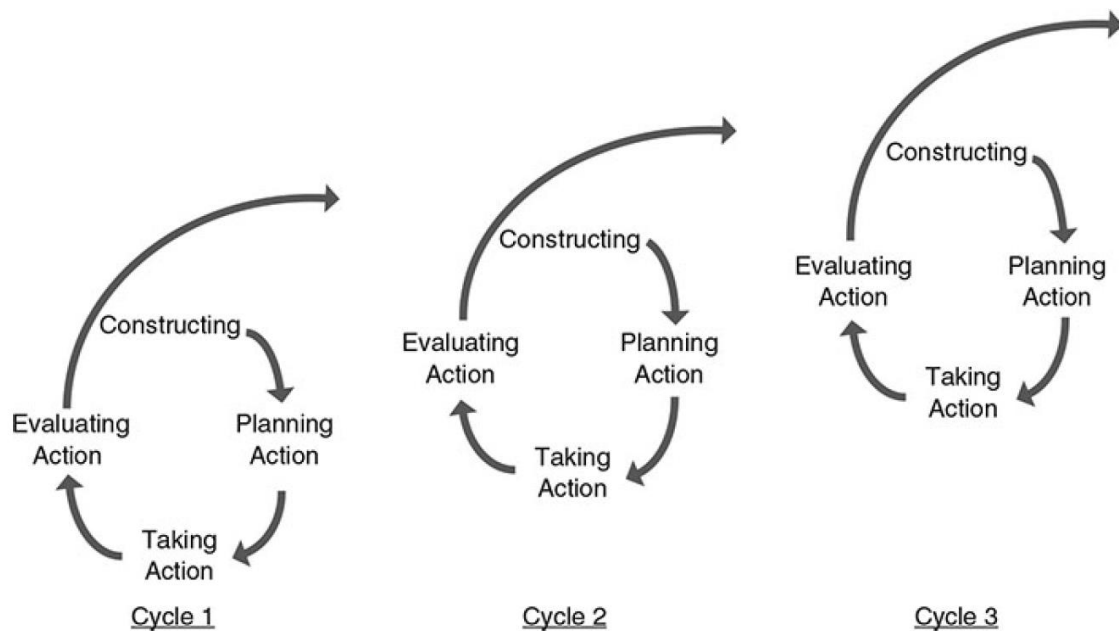 Constructing
Planning
Action
Taking
Action
Evaluating
Action
Cycle 1
Constructing
Planning
Action
Taking
Action
Evaluating
Action
Cycle 2
Constructing
Planning
Action
Taking
Action
Evaluating
Action
Cycle 3